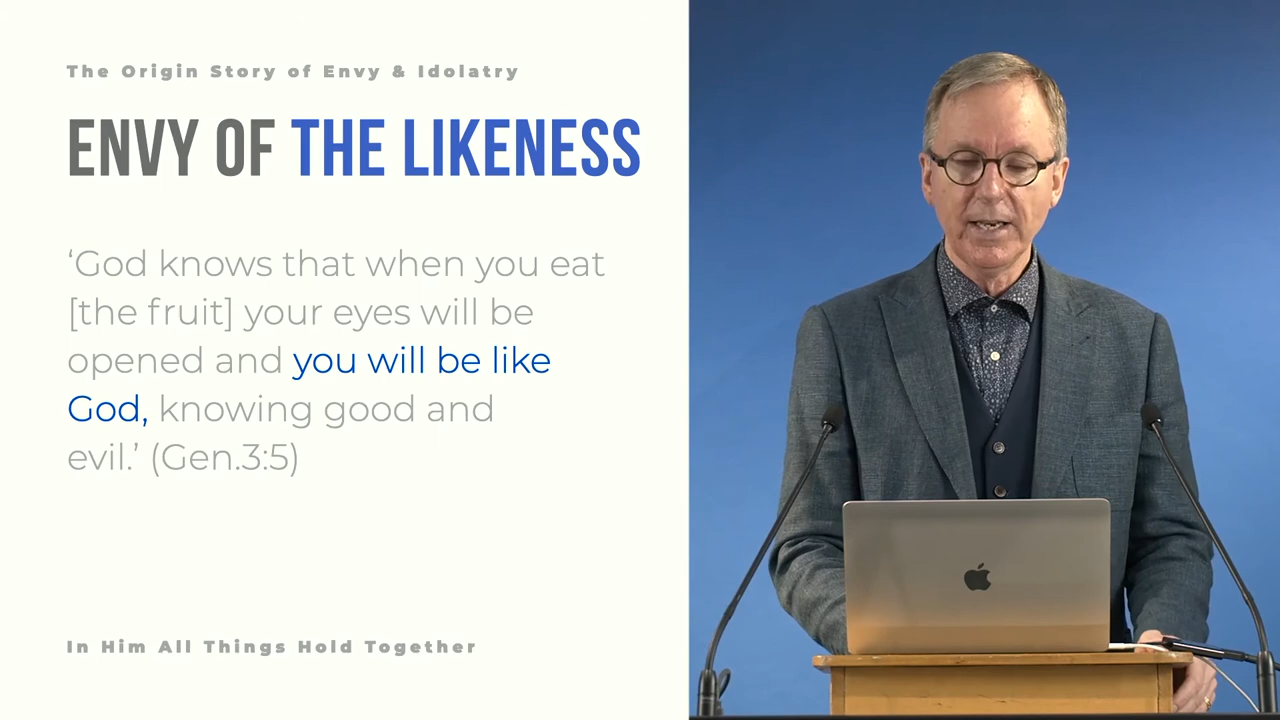 The Origin Story of Envy & Idolatry
ENVY OF THE LIKENESS
‘God knows that when you eat
[the fruit] your eyes will be
opened and you will be like
God, knowing good and
evil.’ (Gen.3:5)
In Him All Things Hold Together